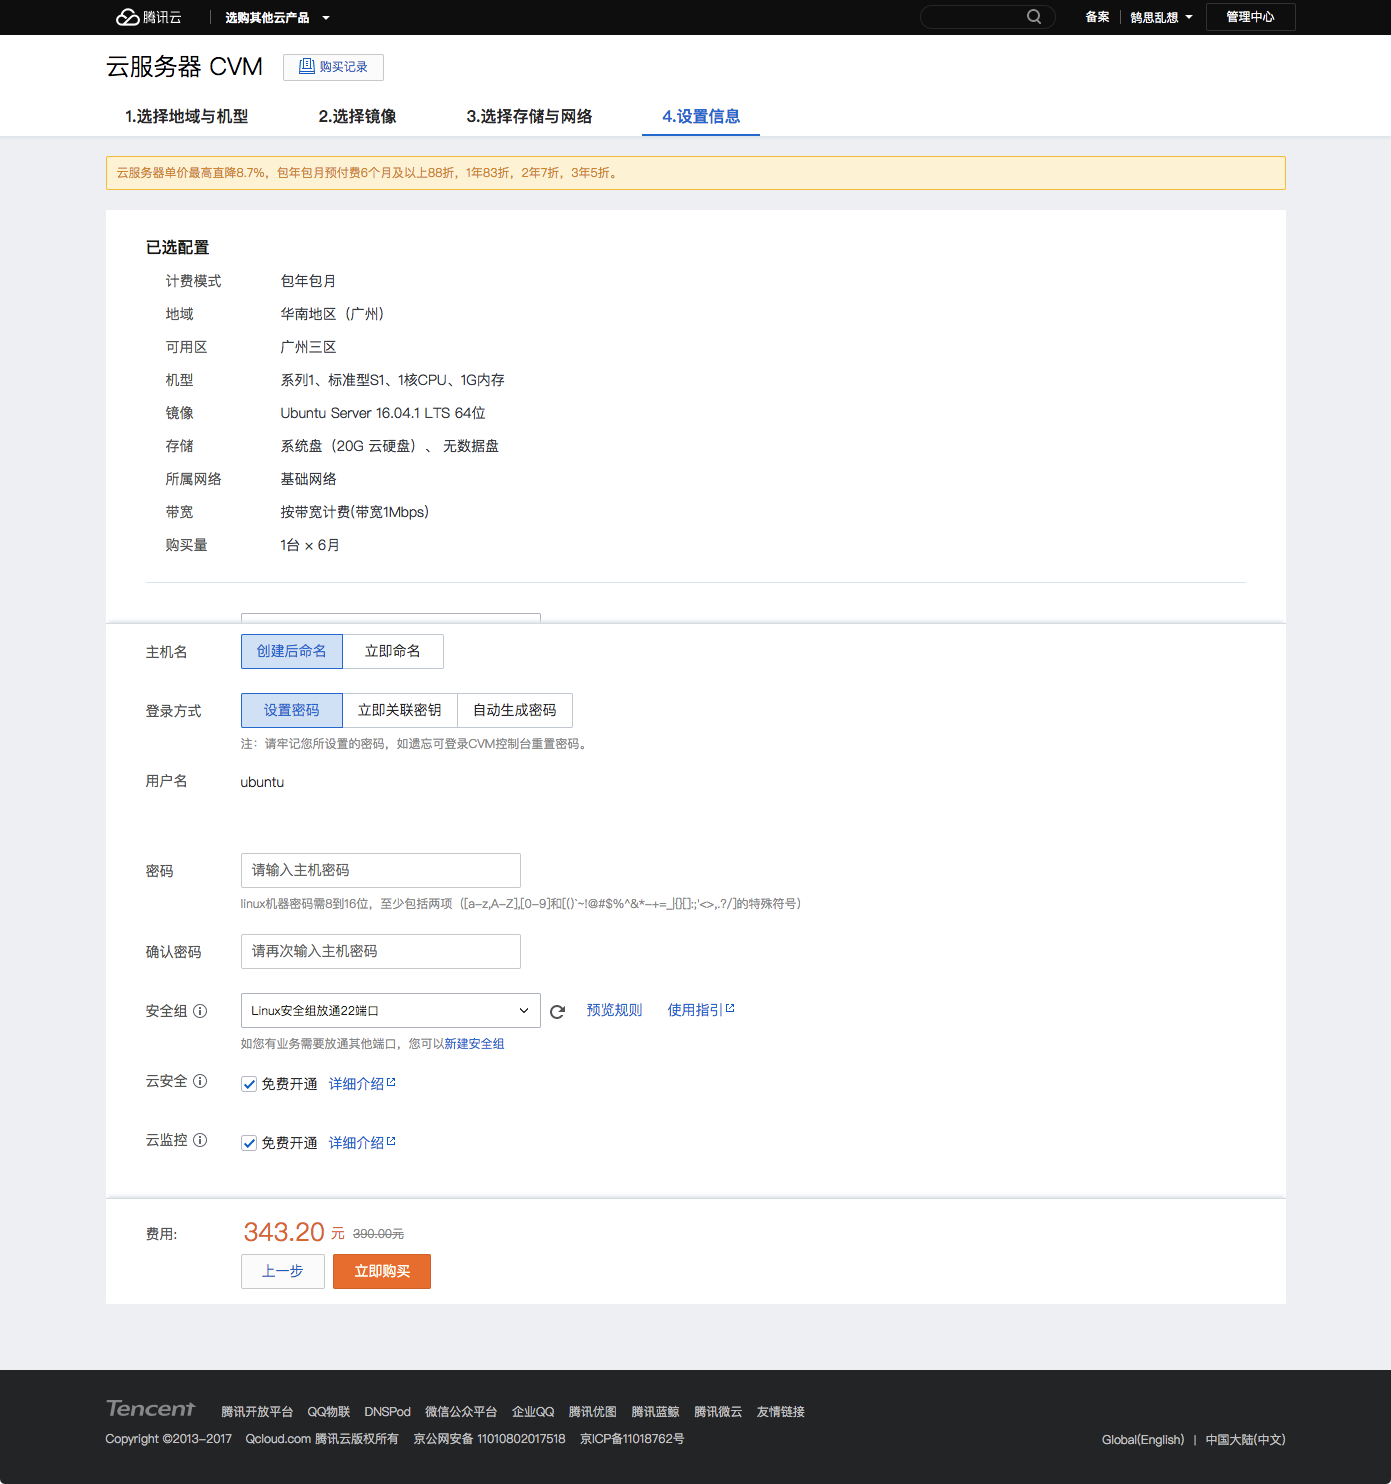 腾讯云 选购其他云产品 备案 鹄思乱想 管理中心
云服务器 CVM 购买记录
1.选择地域与机型 2.选择镜像 3.选择存储与网络 4.设置信息
云服务器单价最高直降8.7%，包年包月预付费6个月及以上88折，1年83折，2年7折，3年5折。
已选配置
计费模式 包年包月
地域 华南地区（广州）
可用区 广州三区
机型 系列1、标准型S1、1核CPU、1G内存
镜像 Ubuntu Server 16.04.1 LTS 64位
存储 系统盘（20G 云硬盘）、 无数据盘
所属网络 基础网络
带宽 按带宽计费(带宽1Mbps)
购买量 1台 × 6月
主机名 创建后命名 立即命名
登录方式 设置密码 立即关联密钥 自动生成密码
注：请牢记您所设置的密码，如遗忘可登录CVM控制台重置密码。
用户名 ubuntu
密码 请输入主机密码
linux机器密码需8到16位，至少包括两项（[a-z,A-Z],[0-9]和[()`~!@#$%^&*-+=_|{}[]:;'<>,.?/]的特殊符号）
确认密码 请再次输入主机密码
安全组 Linux安全组放通22端口 预览规则 使用指引
如您有业务需要放通其他端口，您可以新建安全组
云安全 免费开通 详细介绍
云监控 免费开通 详细介绍
费用: 343.20 元 390.00元
上一步 立即购买
Tencent 腾讯开放平台 QQ物联 DNSPod 微信公众平台 企业QQ 腾讯优图 腾讯蓝鲸 腾讯微云 友情链接
Copyright ©2013-2017 Qcloud.com 腾讯云版权所有 京公网安备 11010802017518 京ICP备11018762号
Global(English) | 中国大陆(中文)